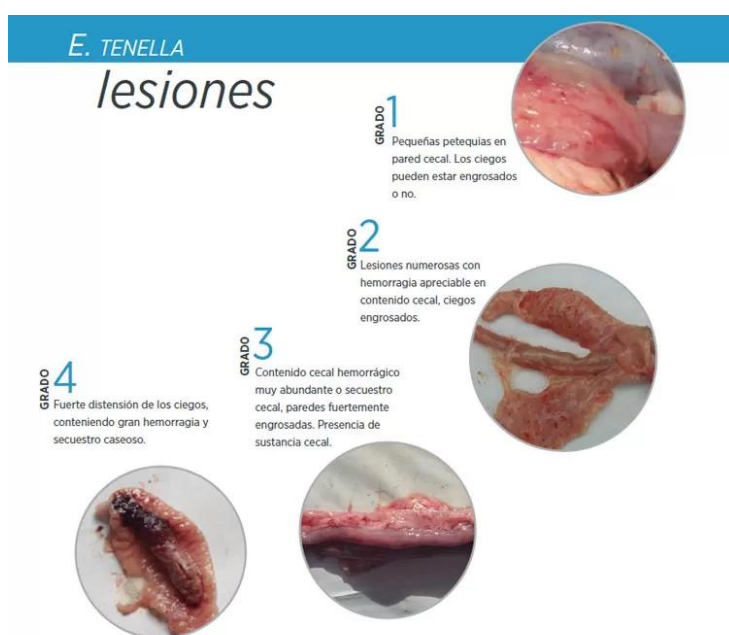 E. TENELLA
lesiones
GRADO 1
Pequeñas petequias en
pared cecal. Los ciegos
pueden estar engrosados
o no.
GRADO 2
Lesiones numerosas con
hemorragia apreciable en
contenido cecal, ciegos
engrosados.
GRADO 3
Contenido cecal hemorrágico
muy abundante o secuestro
cecal, paredes fuertemente
engrosadas. Presencia de
sustancia cecal.
GRADO 4
Fuerte distensión de los ciegos,
conteniendo gran hemorragia y
secuestro caseoso.